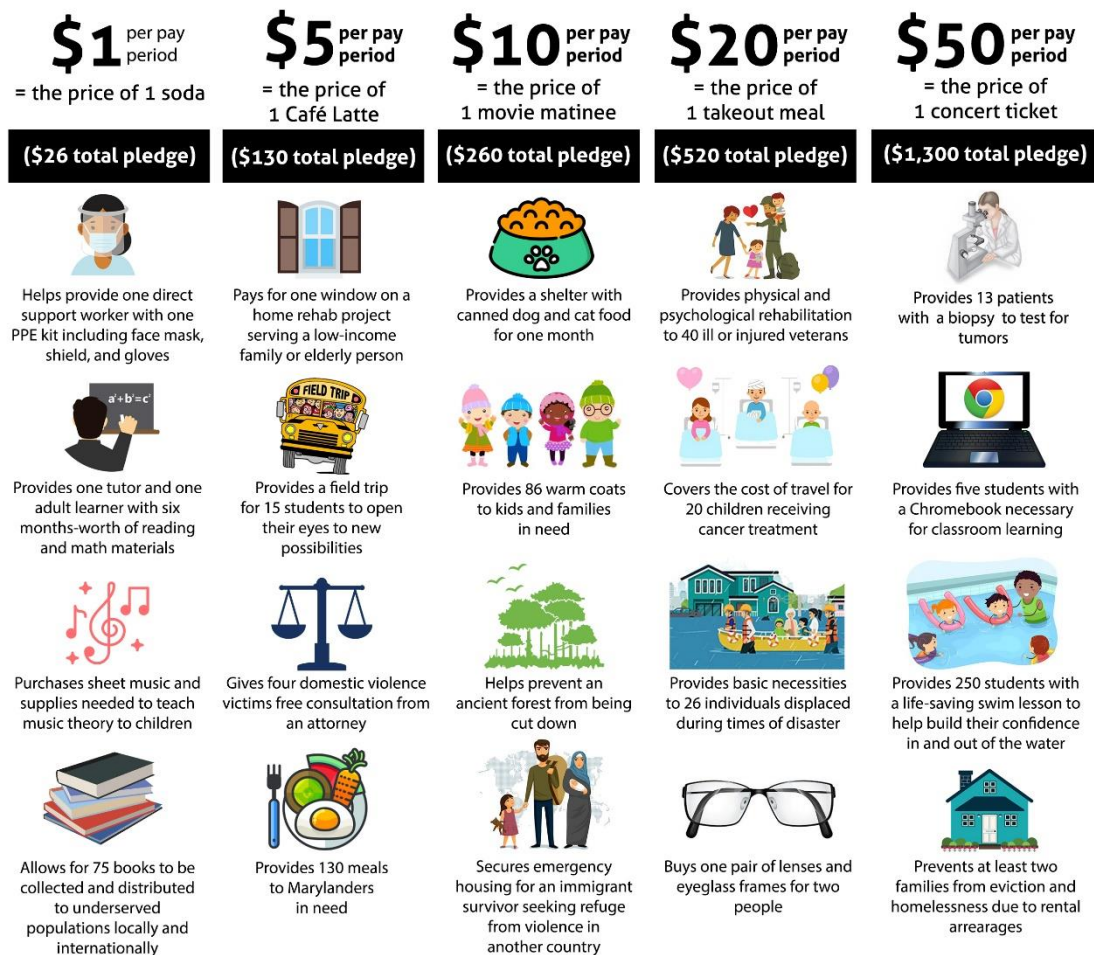 $1 per pay period
= the price of 1 soda
($26 total pledge)
Helps provide one direct
support worker with one
PPE kit including face mask,
shield, and gloves
a²+b²=c²
Provides one tutor and one
adult learner with six
months-worth of reading
and math materials
Purchases sheet music and
supplies needed to teach
music theory to children
Allows for 75 books to be
collected and distributed
to underserved
populations locally and
internationally
$5 per pay period
= the price of
1 Café Latte
($130 total pledge)
Pays for one window on a
home rehab project
serving a low-income
family or elderly person
FIELD TRIP
Provides a field trip
for 15 students to open
their eyes to new
possibilities
Gives four domestic violence
victims free consultation from
an attorney
Provides 130 meals
to Marylanders
in need
$10 per pay period
= the price of
1 movie matinee
($260 total pledge)
Provides a shelter with
canned dog and cat food
for one month
Provides 86 warm coats
to kids and families
in need
Helps prevent an
ancient forest from being
cut down
Secures emergency
housing for an immigrant
survivor seeking refuge
from violence in
another country
$20 per pay period
= the price of
1 takeout meal
($520 total pledge)
Provides physical and
psychological rehabilitation
to 40 ill or injured veterans
Covers the cost of travel for
20 children receiving
cancer treatment
Provides basic necessities
to 26 individuals displaced
during times of disaster
Buys one pair of lenses and
eyeglass frames for two
people
$50 per pay period
= the price of
1 concert ticket
($1,300 total pledge)
Provides 13 patients
with a biopsy to test for
tumors
Provides five students with
a Chromebook necessary
for classroom learning
Provides 250 students with
a life-saving swim lesson to
help build their confidence
in and out of the water
Prevents at least two
families from eviction and
homelessness due to rental
arrearages